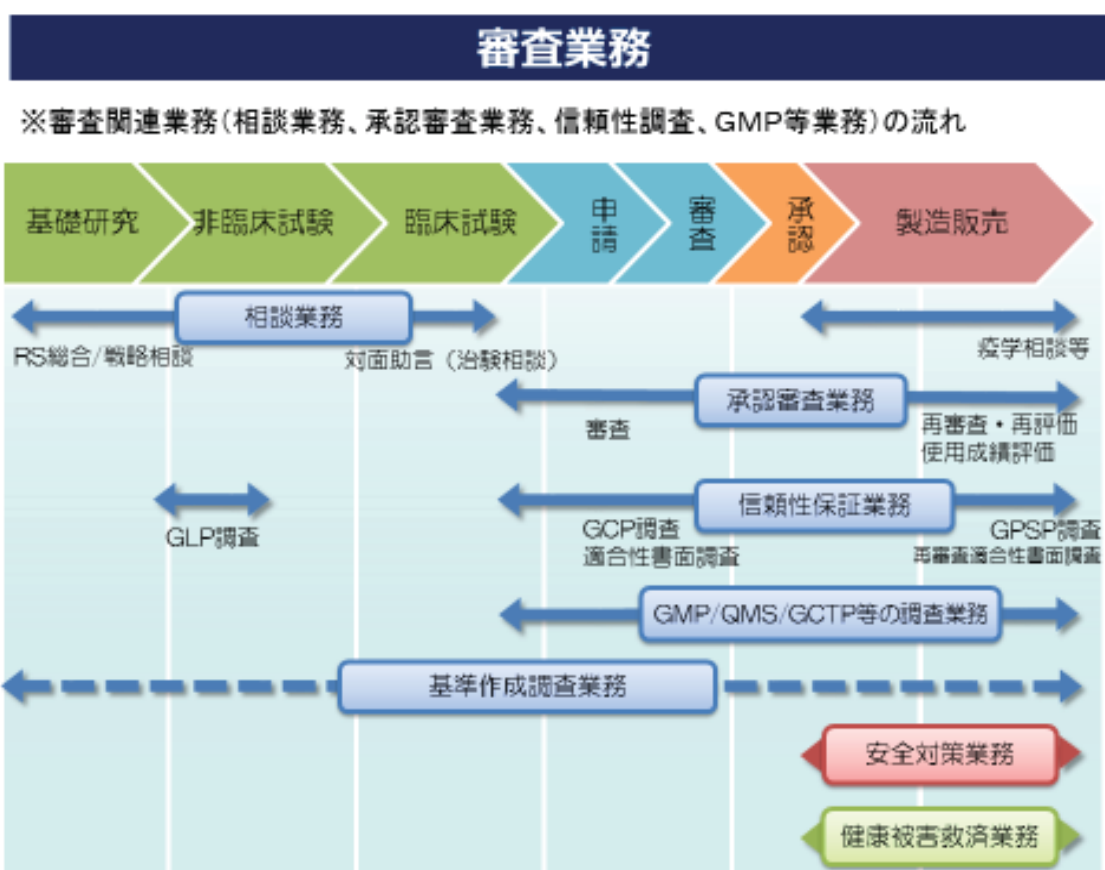 審査業務
※審査関連業務(相談業務、承認審査業務、信頼性調査、GMP等業務)の流れ
基礎研究
非臨床試験
臨床試験
申請
審査
承認
製造販売
相談業務
RS総合/戦略相談
対面助言（治験相談）
疫学相談等
承認審査業務
審査
再審査・再評価
使用成績評価
信頼性保証業務
GLP調査
GCP調査
適合性書面調査
GPSP調査
再審査適合性書面調査
GMP/QMS/GCTP等の調査業務
基準作成調査業務
安全対策業務
健康被害救済業務